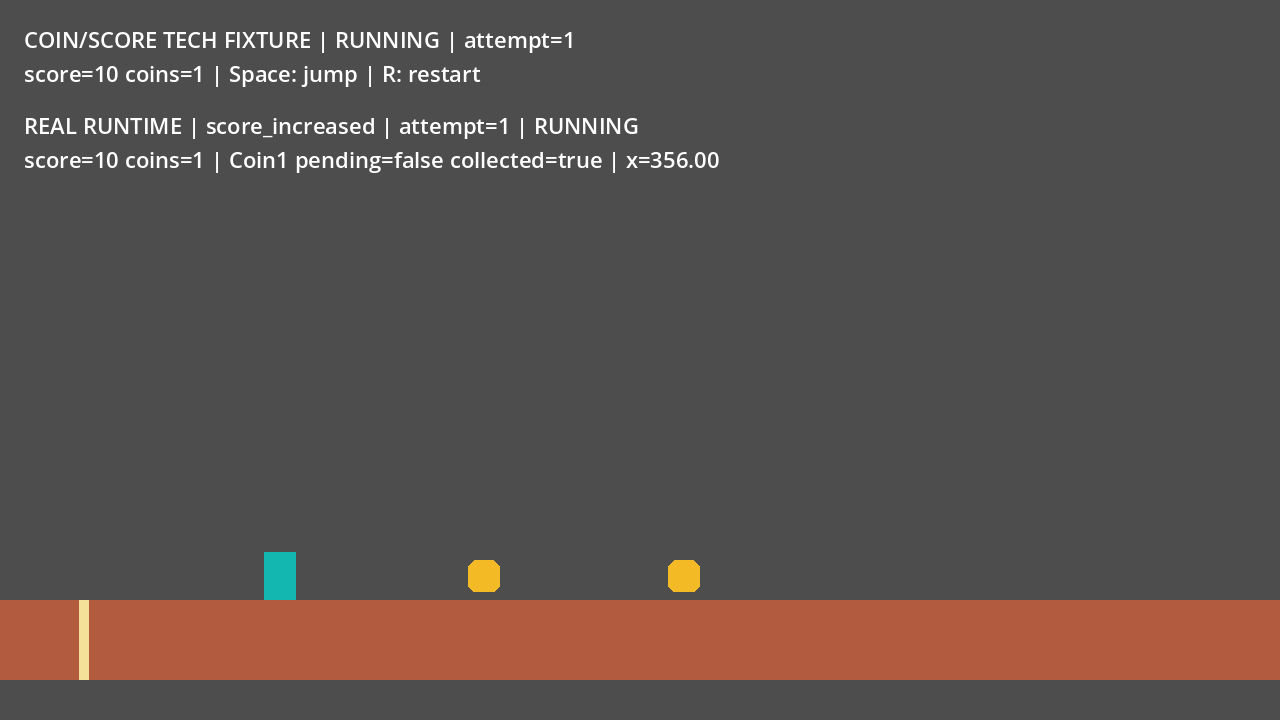 COIN/SCORE TECH FIXTURE | RUNNING | attempt=1
score=10 coins=1 | Space: jump | R: restart
REAL RUNTIME | score_increased | attempt=1 | RUNNING
score=10 coins=1 | Coin1 pending=false collected=true | x=356.00